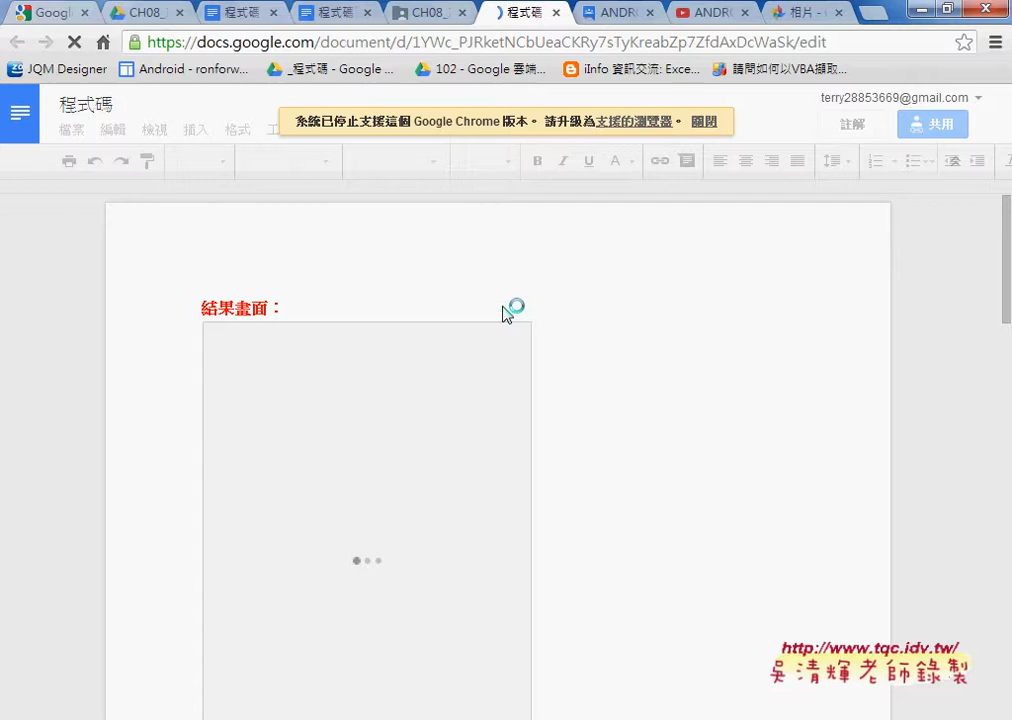 Googl
CH08_
程式碼
程式碼
CH08_
程式碼
ANDR
ANDR
相片 -
https://docs.google.com/document/d/1YWc_PJRketNCbUeaCKRy7sTyKreabZp7ZfdAxDcWaSk/edit
JQM Designer
Android - ronforw...
_程式碼 - Google ...
102 - Google 雲端...
iInfo 資訊交流: Exce...
請問如何以VBA擷取...
程式碼
terry28853669@gmail.com
檔案 編輯 檢視 插入 格式
系統已停止支援這個 Google Chrome 版本。 請升級為支援的瀏覽器。 關閉
註解
共用
B I U A
結果畫面：
http://www.tqc.idv.tw/
吳清輝老師錄製